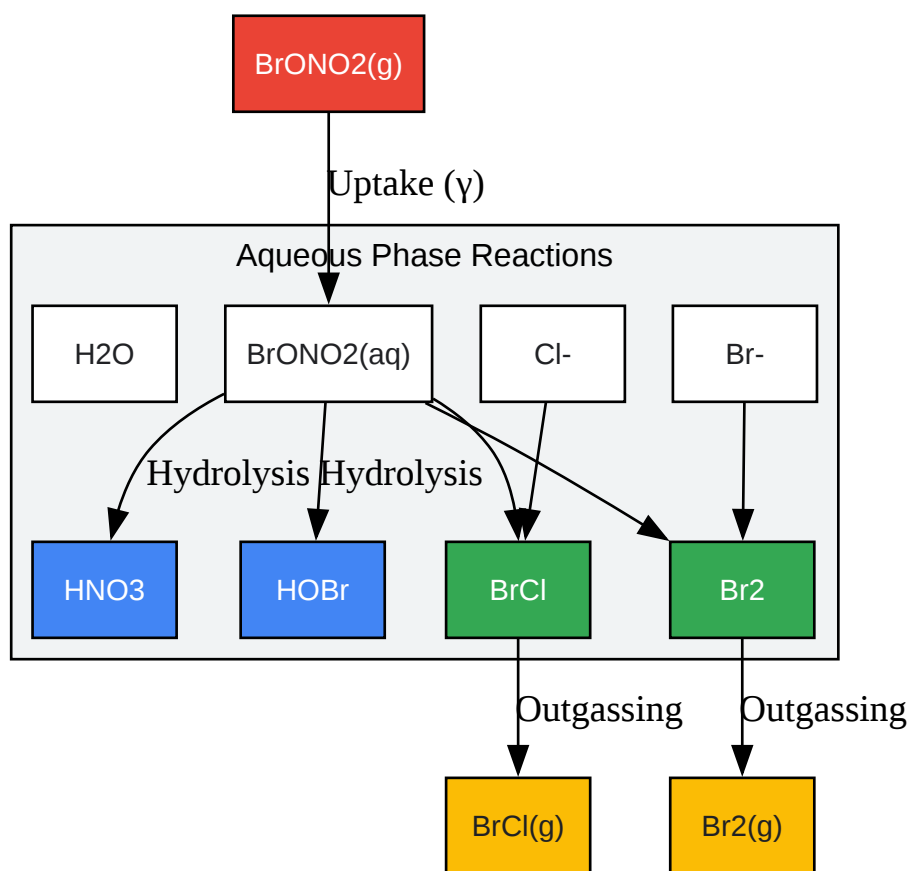 BrONO2(g)
Uptake (γ)
Aqueous Phase Reactions
H2O
BrONO2(aq)
Cl-
Br-
Hydrolysis
Hydrolysis
HNO3
HOBr
BrCl
Br2
Outgassing
Outgassing
BrCl(g)
Br2(g)